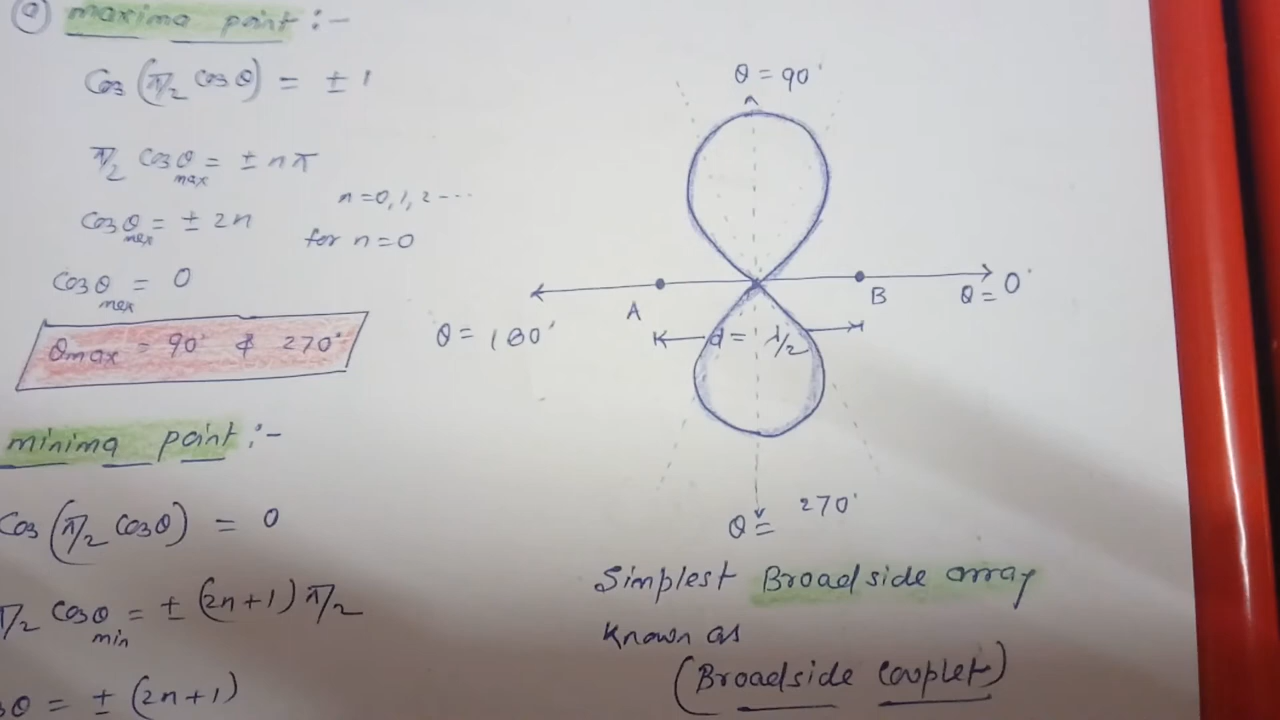 a) maxima point :-
Cos (π/2 cosθ) = ± 1
π/2 cosθmax = ± nπ
n=0,1,2 ---
cosθmax = ± 2n
for n=0
cosθmax = 0
θmax = 90° & 270°
minima point :-
Cos (π/2 cosθ) = 0
π/2 cosθmin = ± (2n+1) π/2
= ± (2n+1)
θ = 90°
A
B
θ = 0°
θ = 180°
d = λ/2
θ = 270°
Simplest Broadside array
Known as
(Broadside Couplet)